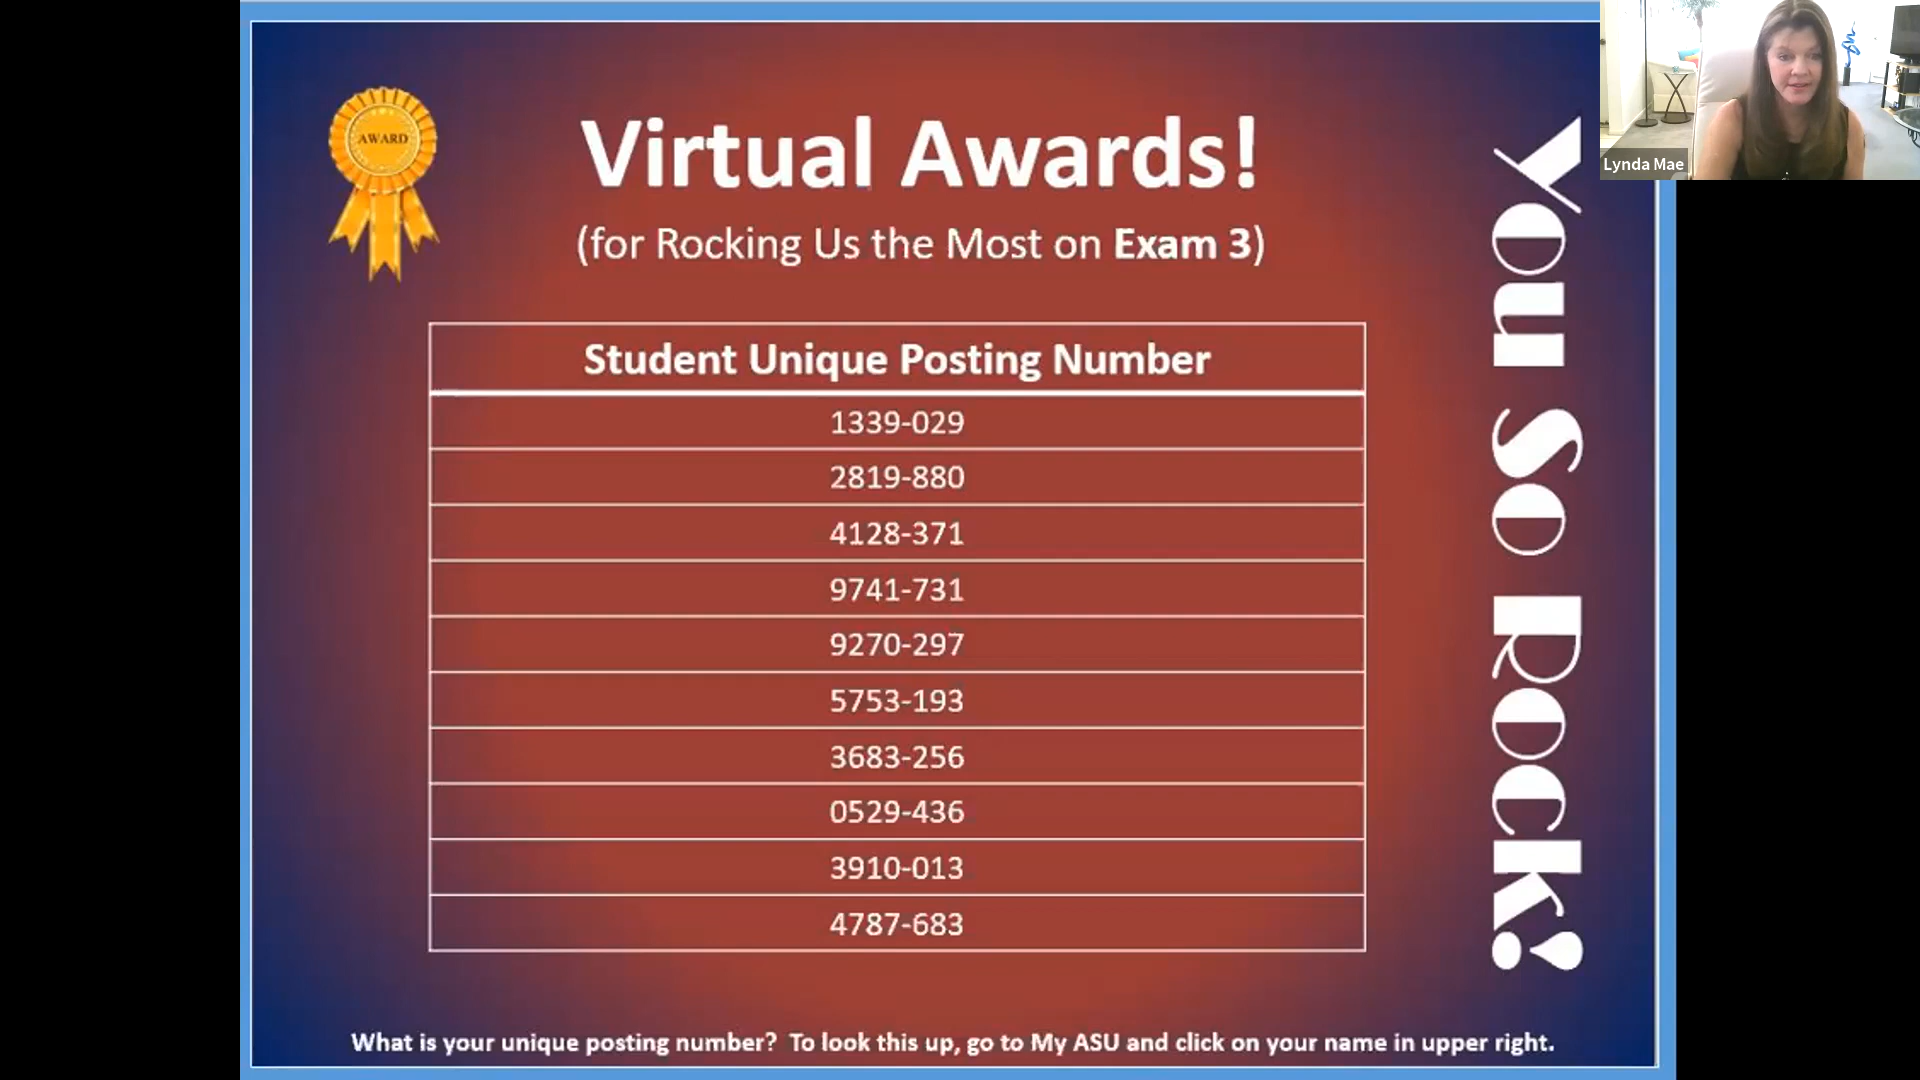 AWARD
Virtual Awards!
(for Rocking Us the Most on Exam 3)
Student Unique Posting Number
1339-029
2819-880
4128-371
9741-731
9270-297
5753-193
3683-256
0529-436
3910-013
4787-683
What is your unique posting number?  To look this up, go to My ASU and click on your name in upper right.
You So Rock!
Lynda Mae